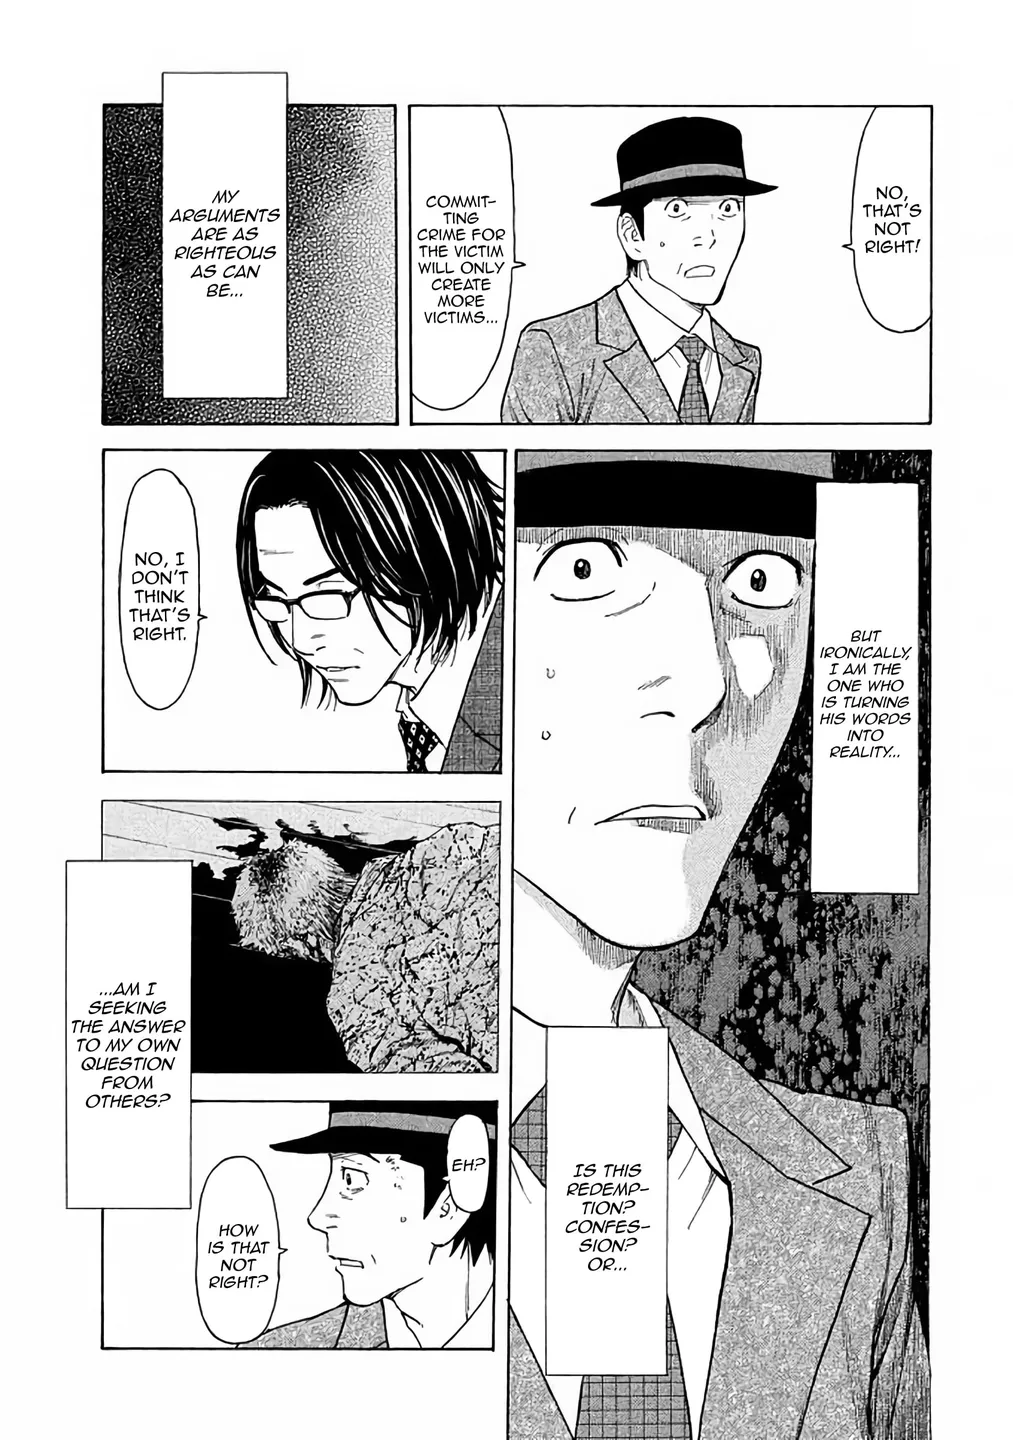 NO,
THAT'S
NOT
RIGHT!
COMMIT-
TING
CRIME FOR
THE VICTIM
WILL ONLY
CREATE
MORE
VICTIMS...
MY
ARGUMENTS
ARE AS
RIGHTEOUS
AS CAN
BE...
BUT
IRONICALLY,
I AM THE
ONE WHO
IS TURNING
HIS WORDS
INTO
REALITY...
IS THIS
REDEMP-
TION?
CONFES-
SION?
OR...
NO, I
DON'T
THINK
THAT'S
RIGHT.
...AM I
SEEKING
THE ANSWER
TO MY OWN
QUESTION
FROM
OTHERS?
EH?
HOW
IS THAT
NOT
RIGHT?